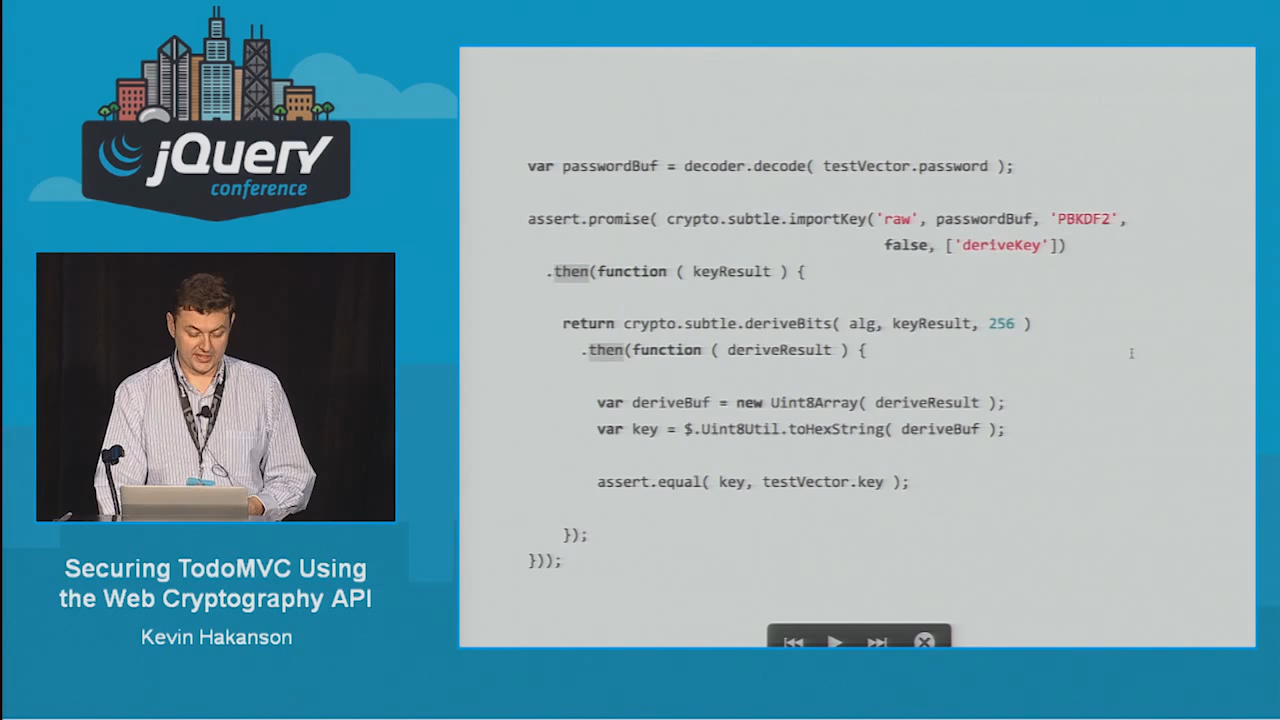 jQuery
conference
Securing TodoMVC Using
the Web Cryptography API
Kevin Hakanson
var passwordBuf = decoder.decode( testVector.password );
assert.promise( crypto.subtle.importKey('raw', passwordBuf, 'PBKDF2',
false, ['deriveKey'])
.then(function ( keyResult ) {
return crypto.subtle.deriveBits( alg, keyResult, 256 )
.then(function ( deriveResult ) {
var deriveBuf = new Uint8Array( deriveResult );
var key = $.Uint8Util.toHexString( deriveBuf );
assert.equal( key, testVector.key );
});
}));